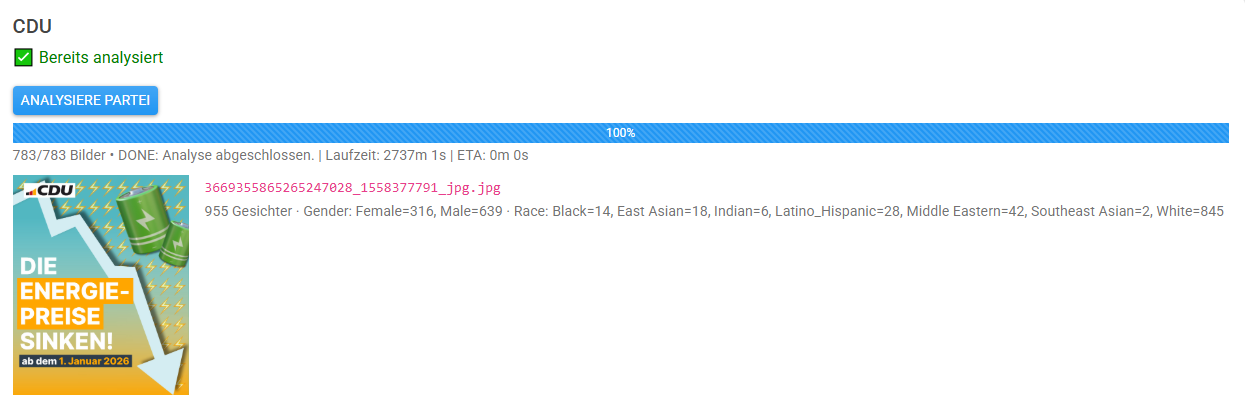 CDU
Bereits analysiert
ANALYSIERE PARTEI
100%
783/783 Bilder • DONE: Analyse abgeschlossen. | Laufzeit: 2737m 1s | ETA: 0m 0s
CDU
DIE
ENERGIE-
PREISE
SINKEN!
ab dem 1. Januar 2026
3669355865265247028_1558377791_jpg.jpg
955 Gesichter · Gender: Female=316, Male=639 · Race: Black=14, East Asian=18, Indian=6, Latino_Hispanic=28, Middle Eastern=42, Southeast Asian=2, White=845